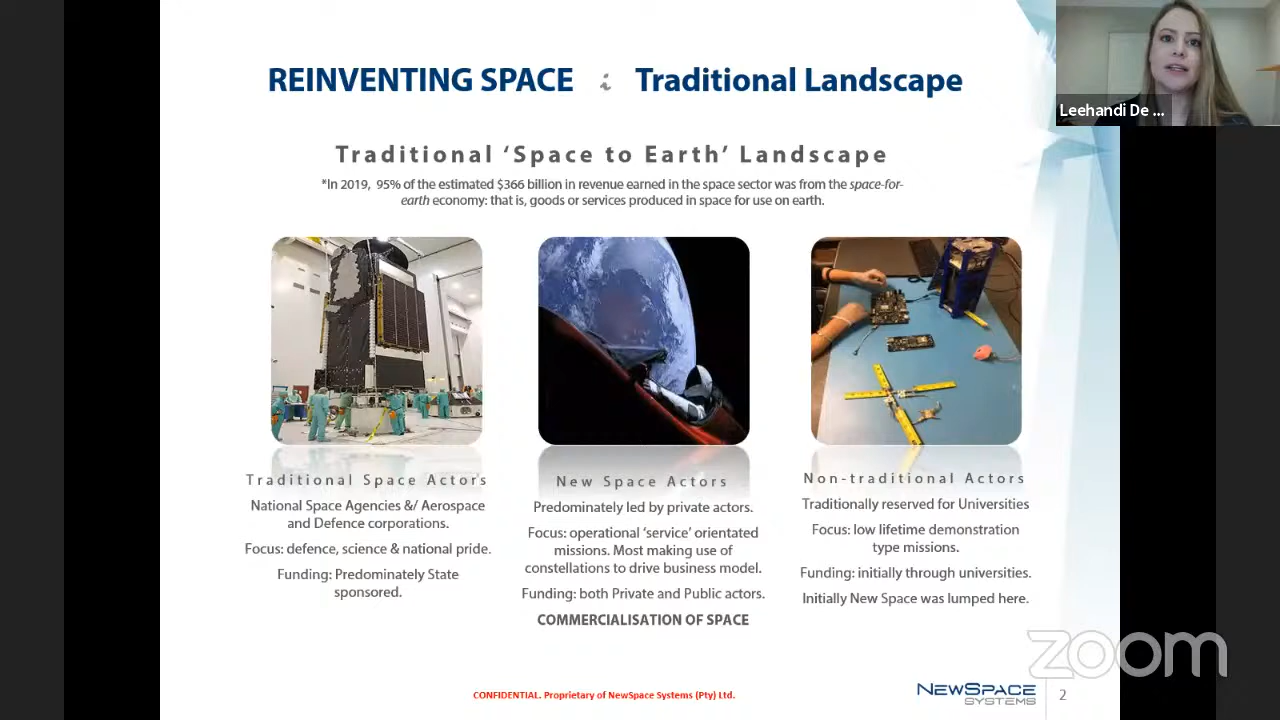 REINVENTING SPACE i Traditional Landscape
Leehandi De ...
Traditional 'Space to Earth' Landscape
*In 2019, 95% of the estimated $366 billion in revenue earned in the space sector was from the space-for-
earth economy: that is, goods or services produced in space for use on earth.
Traditional Space Actors
National Space Agencies &/ Aerospace
and Defence corporations.
Focus: defence, science & national pride.
Funding: Predominately State
sponsored.
New Space Actors
Predominately led by private actors.
Focus: operational 'service' orientated
missions. Most making use of
constellations to drive business model.
Funding: both Private and Public actors.
COMMERCIALISATION OF SPACE
Non-traditional Actors
Traditionally reserved for Universities
Focus: low lifetime demonstration
type missions.
Funding: initially through universities.
Initially New Space was lumped here.
zoom
CONFIDENTIAL. Proprietary of NewSpace Systems (Pty) Ltd.
NEWSPACE
SYSTEMS
2